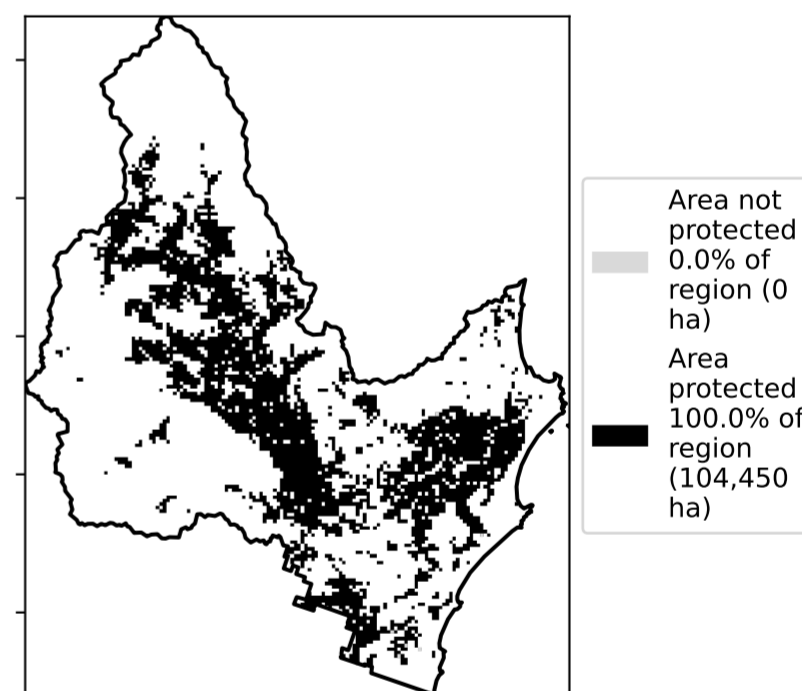 Area not
protected
0.0% of
region (0
ha)
Area
protected
100.0% of
region
(104,450
ha)